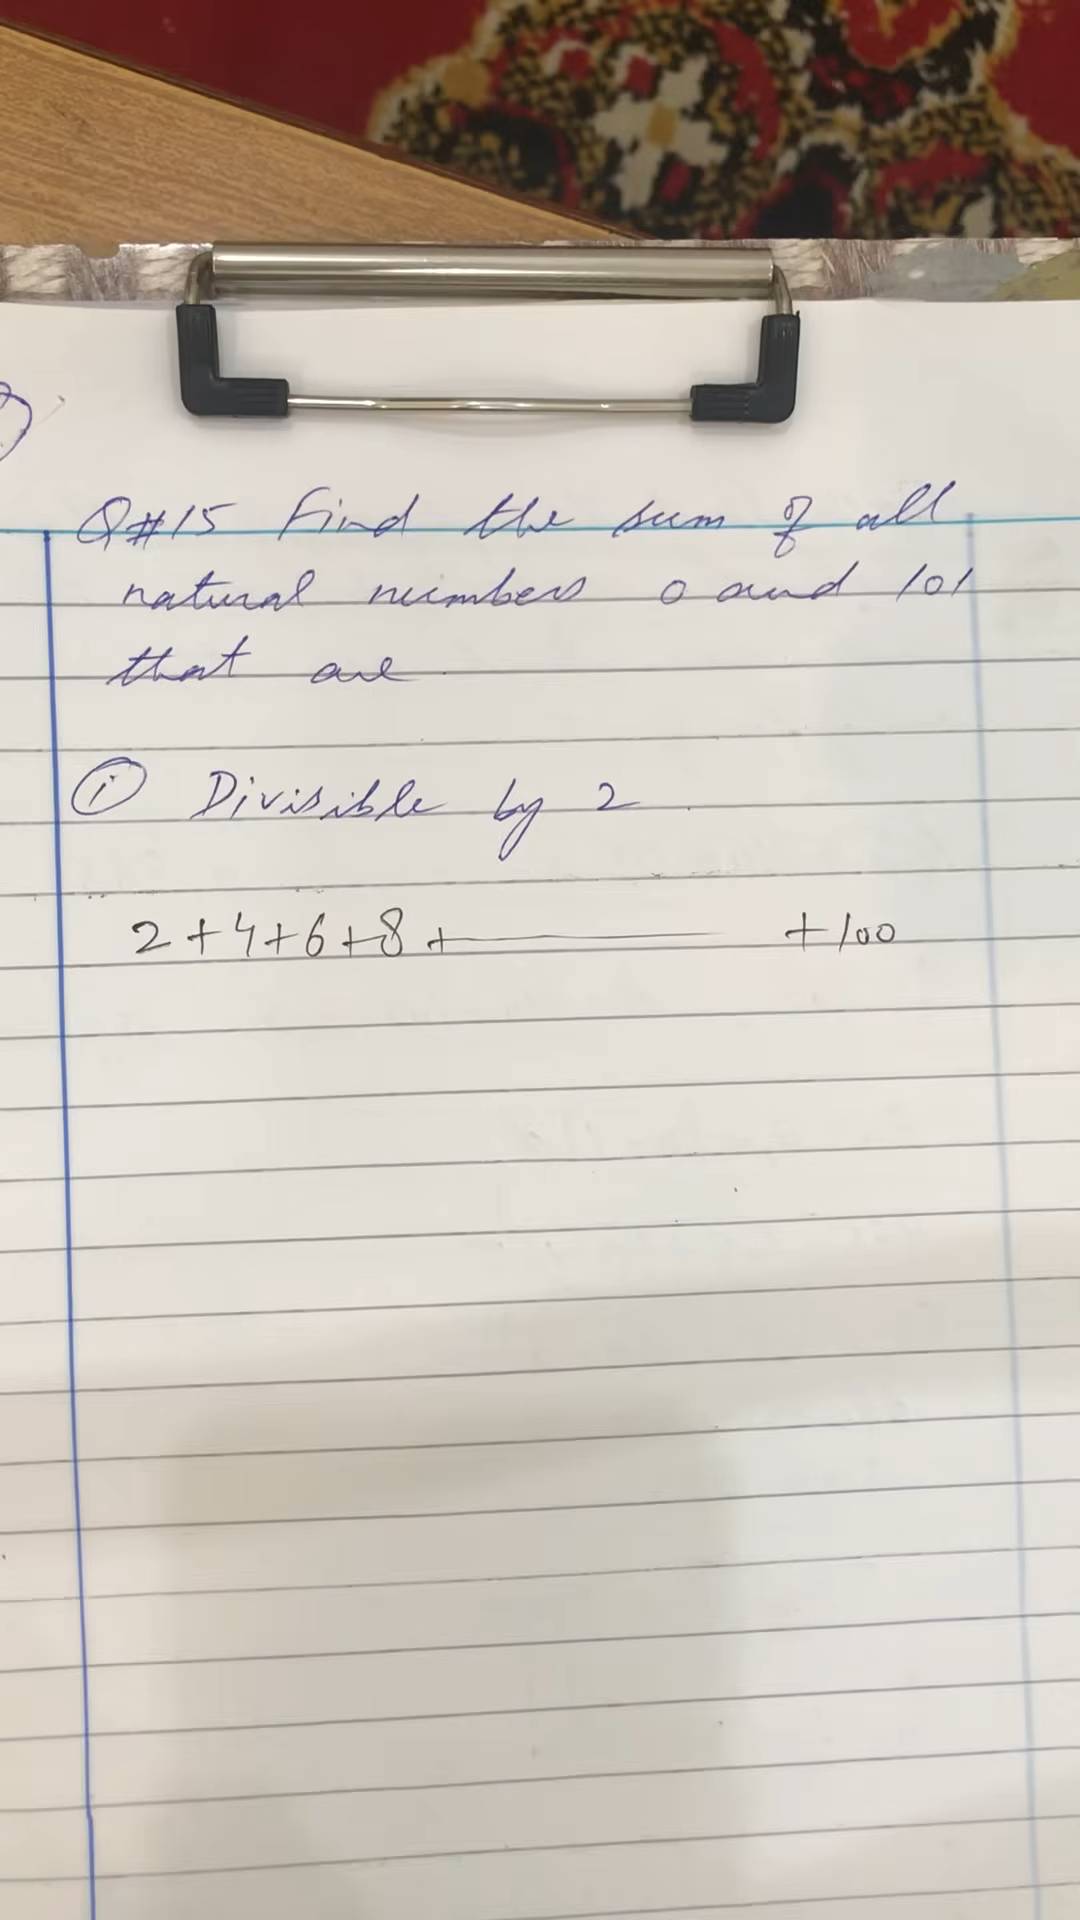 Q#15 Find the sum of all
natural numbers 0 and 101
that are
(i) Divisible by 2
2+4+6+8+ +100